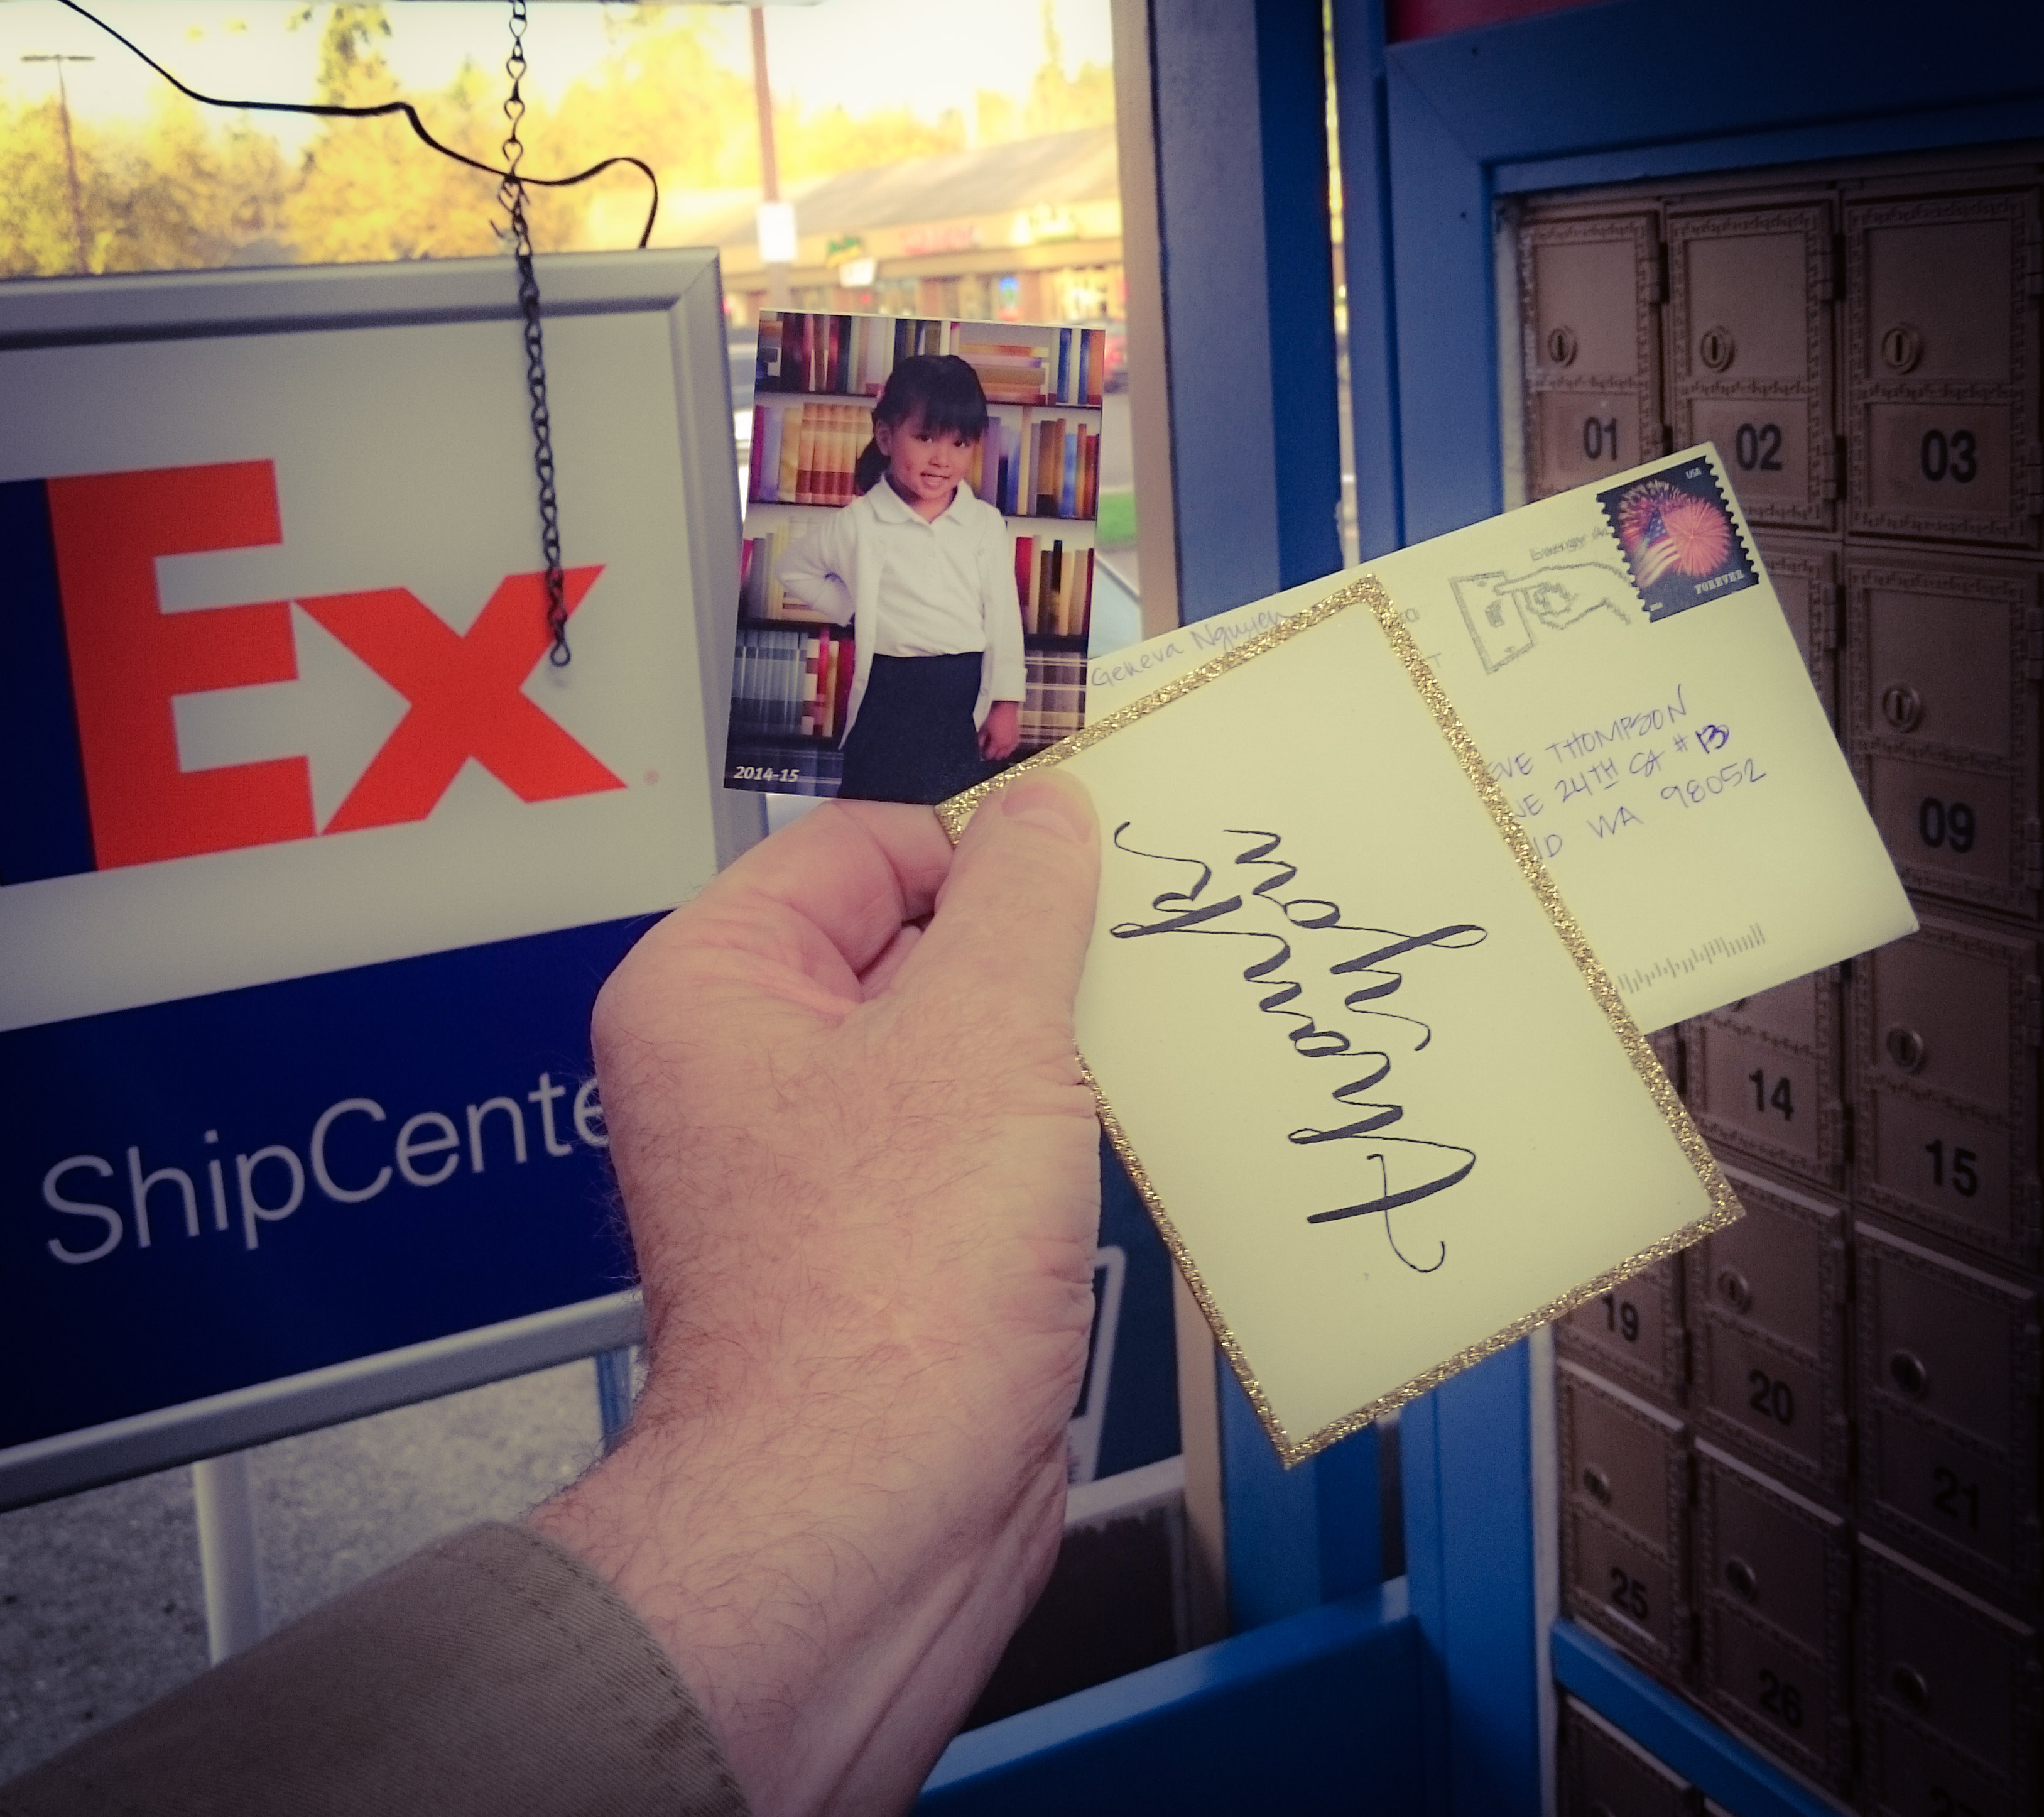 Ex
ShipCente
2014-15
Geneva Nguyen
USA
FOREVER
EVE THOMPSON
NE 24TH Ct # B
ND WA 98052
Thank
you
01
02
03
09
14
15
19
20
21
25
26